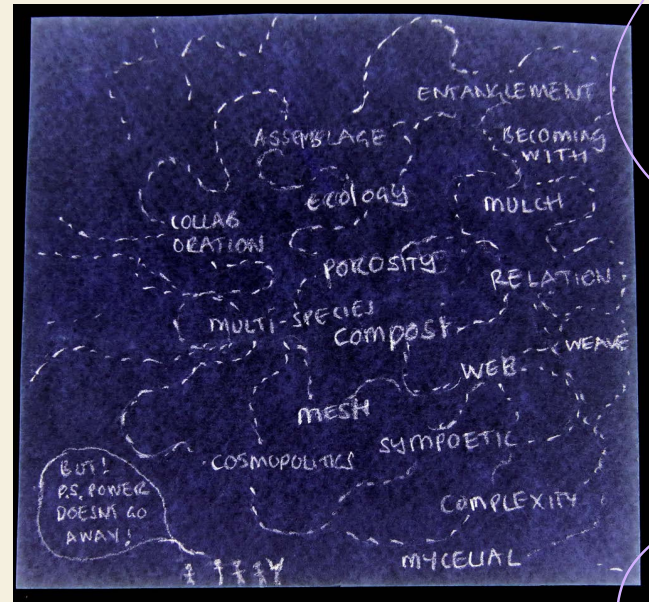 ENTANGLEMENT
ASSEMBLAGE
BECOMING
WITH
ecology
MULCH
COLLAB
ORATION
POROSITY
RELATION
MULTI-SPECIES
compost
WEAVE
WEB
MESH
SYMPOETIC
COSMOPOLITICS
BUT!
P.S. POWER
DOESNT GO
AWAY!
COMPLEXITY
MYCELIAL